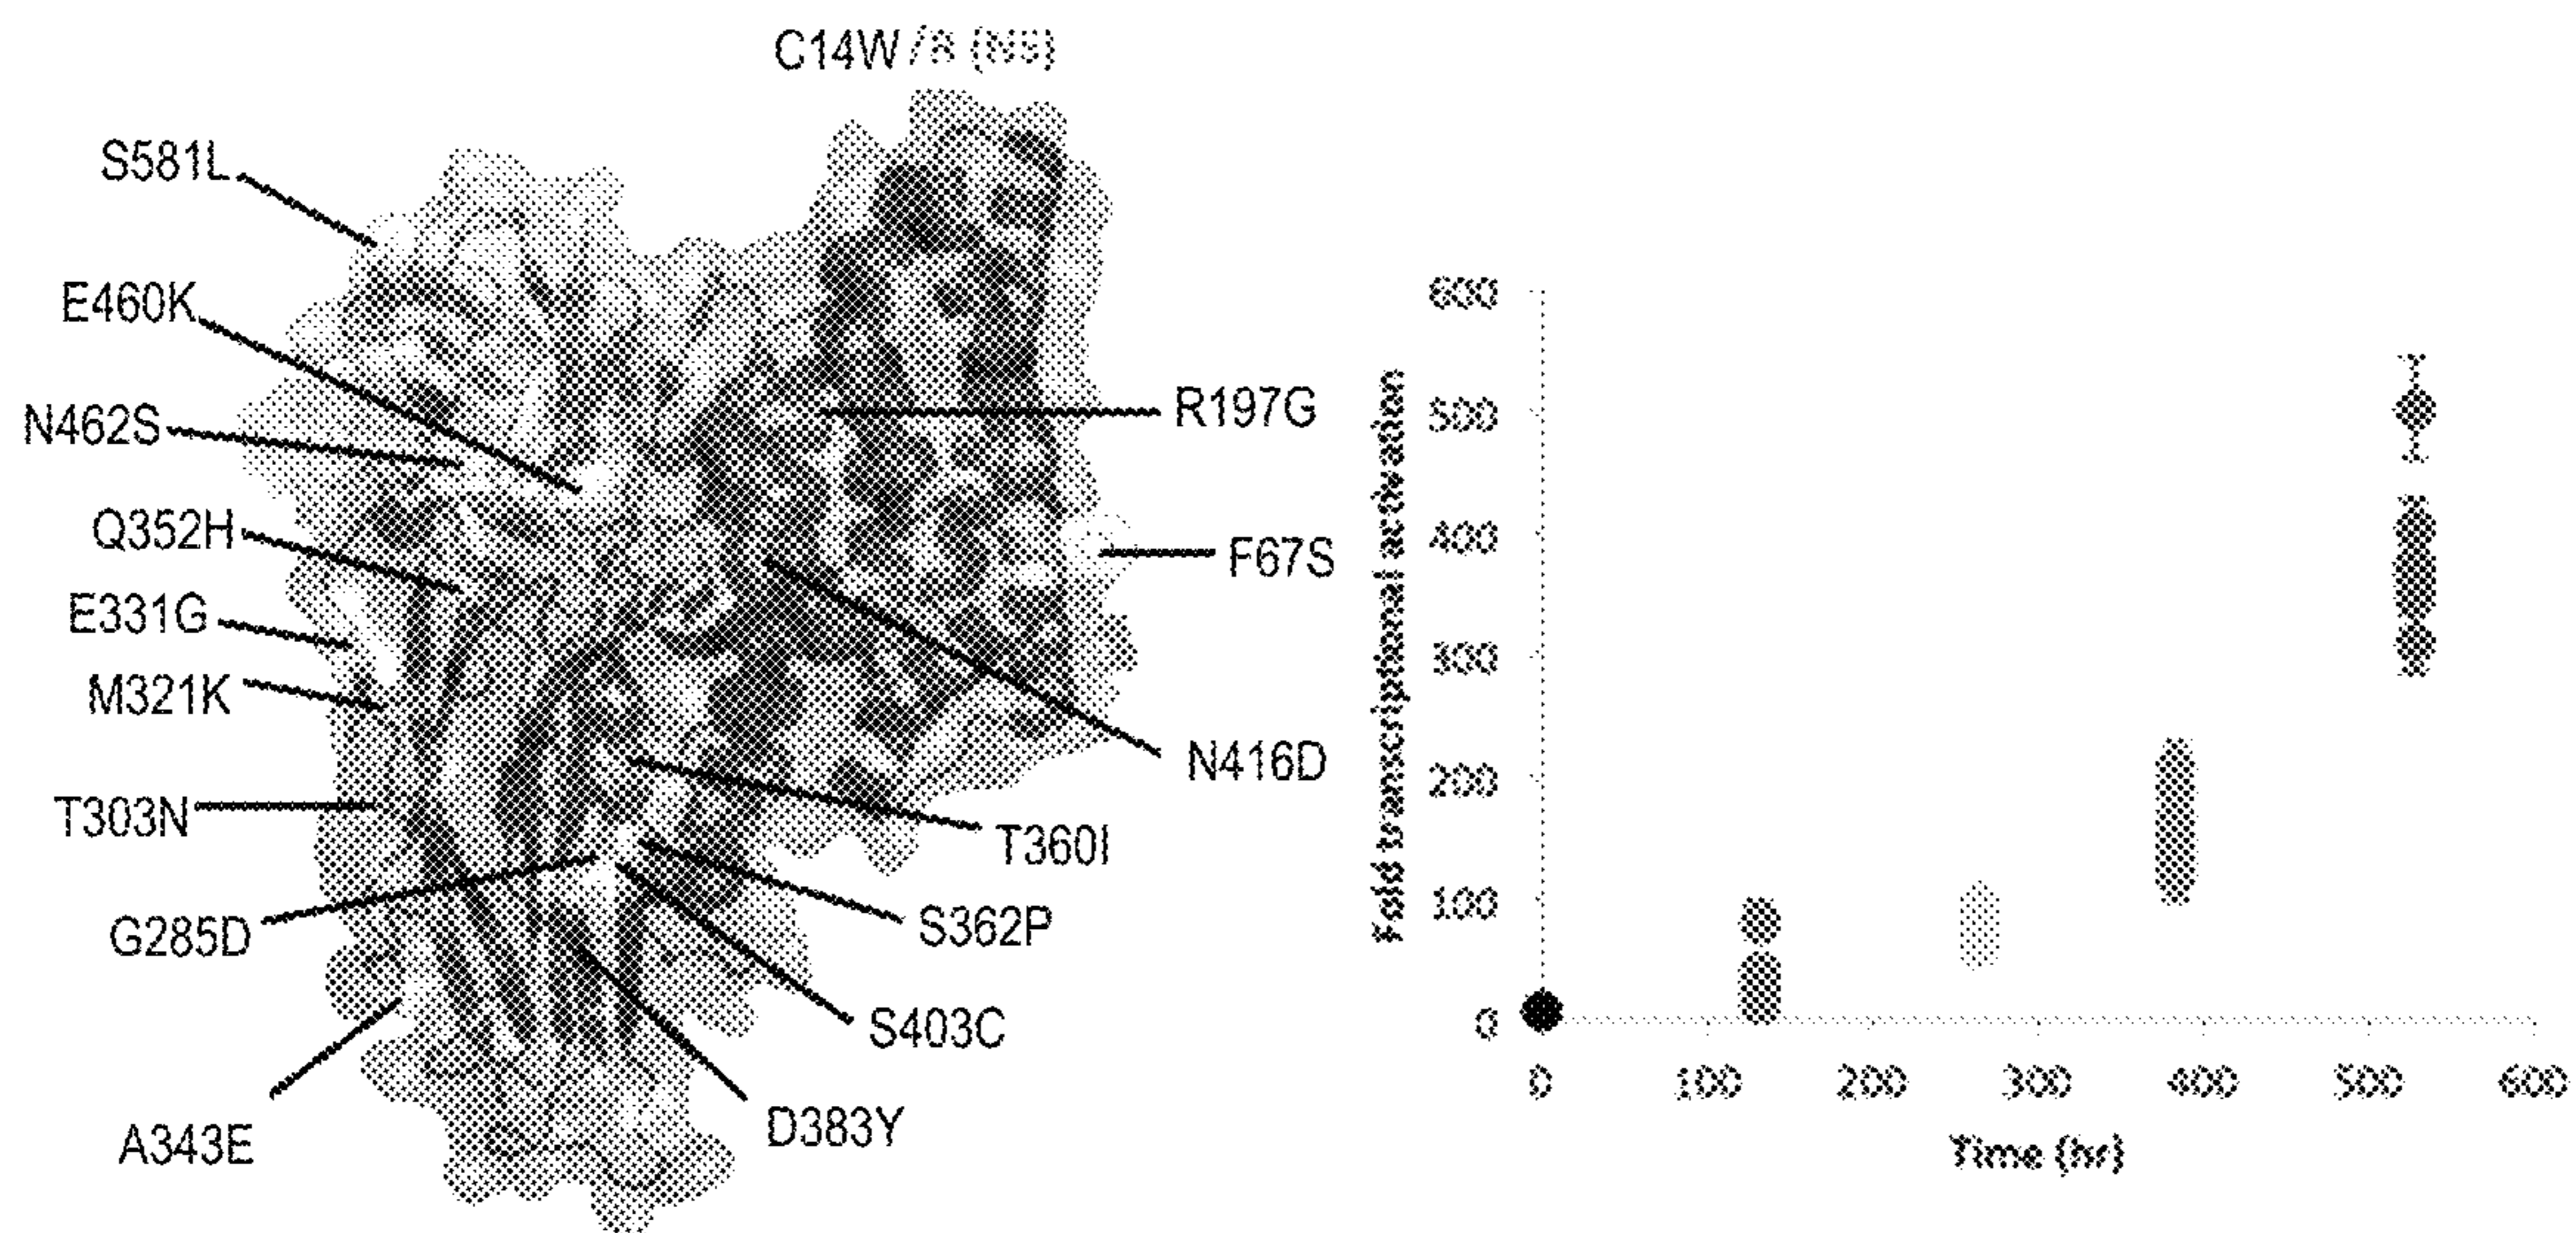 C14W /R (N5)
S581L
E460K
N462S
Q352H
E331G
M321K
T303N
G285D
A343E
R197G
F67S
N416D
T360I
S362P
S403C
D383Y
Fold transcriptional activation
600
500
400
300
200
100
0
0 100 200 300 400 500 600
Time (hr)